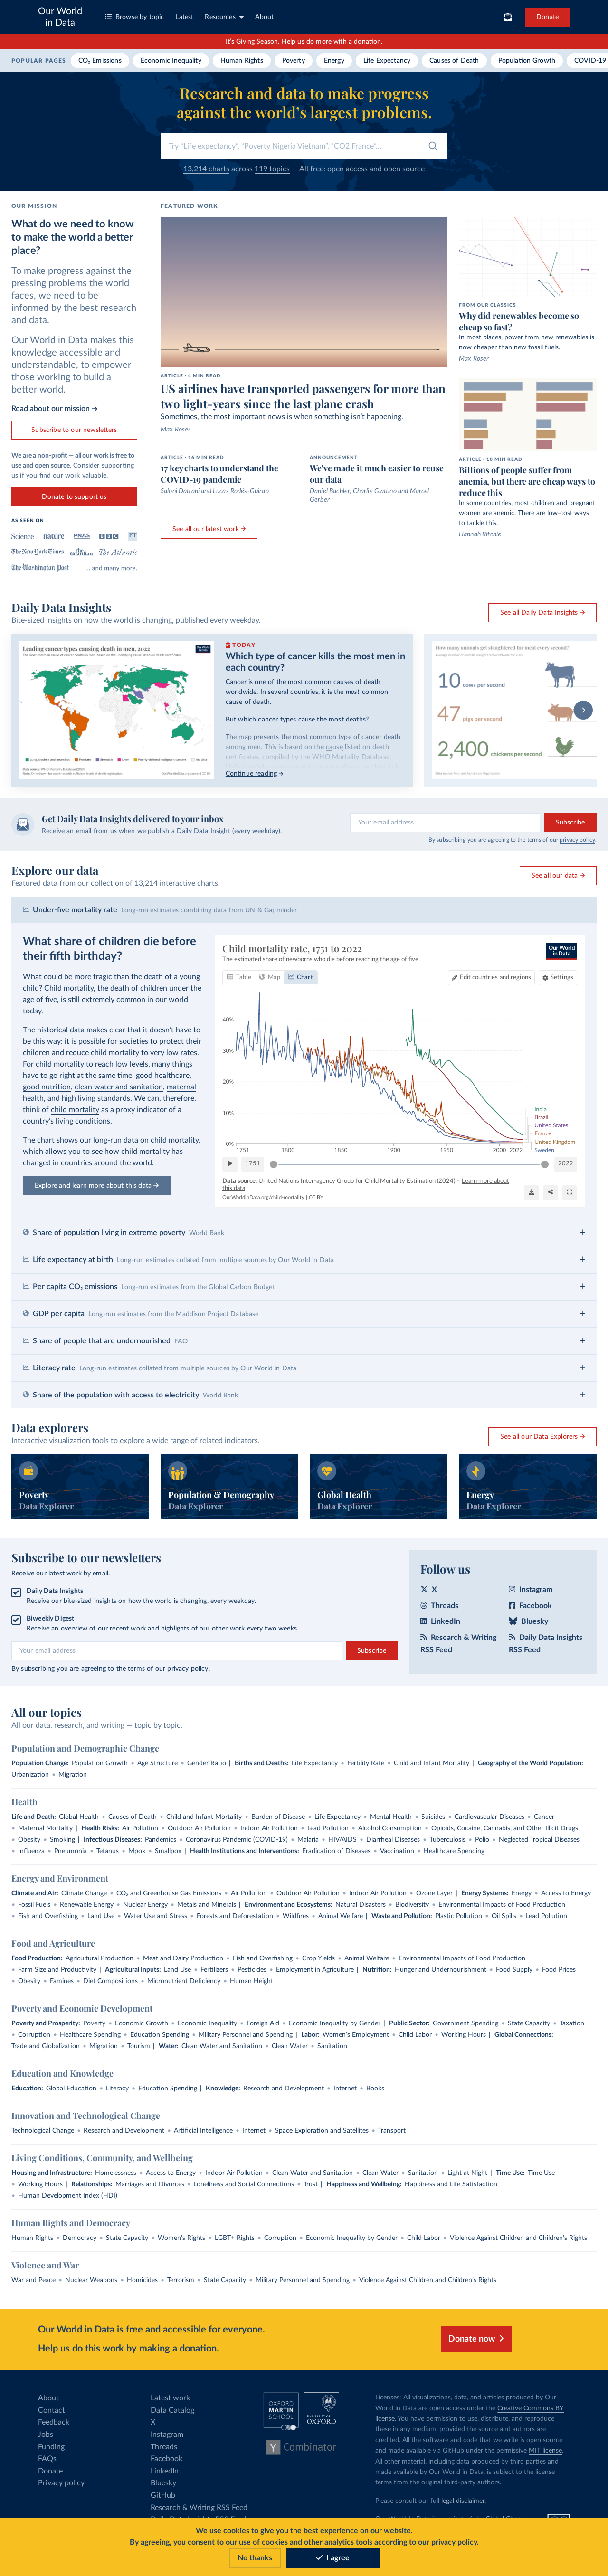 Our World
in Data
Browse by topic
Latest
Resources
About
Donate
It's Giving Season. Help us do more with a donation.
POPULAR PAGES
CO₂ Emissions
Economic Inequality
Human Rights
Poverty
Energy
Life Expectancy
Causes of Death
Population Growth
COVID-19
Research and data to make progress
against the world's largest problems.
Try "Life expectancy", "Poverty Nigeria Vietnam", "CO2 France"...
13,214 charts across 119 topics — All free: open access and open source
OUR MISSION
What do we need to know
to make the world a better
place?
To make progress against the
pressing problems the world
faces, we need to be
informed by the best research
and data.
Our World in Data makes this
knowledge accessible and
understandable, to empower
those working to build a
better world.
Read about our mission →
Subscribe to our newsletters
We are a non-profit — all our work is free to
use and open source. Consider supporting
us if you find our work valuable.
Donate to support us
AS SEEN ON
Science
nature
PNAS
BBC
FT
The New York Times
The Guardian
The Atlantic
The Washington Post
... and many more.
FEATURED WORK
ARTICLE - 4 MIN READ
US airlines have transported passengers for more than
two light-years since the last plane crash
Sometimes, the most important news is when something isn't happening.
Max Roser
ARTICLE - 16 MIN READ
17 key charts to understand the
COVID-19 pandemic
Saloni Dattani and Lucas Rodés-Guirao
ANNOUNCEMENT
We've made it much easier to reuse
our data
Daniel Bachler, Charlie Giattino and Marcel
Gerber
See all our latest work →
FROM OUR CLASSICS
Why did renewables become so
cheap so fast?
In most places, power from new renewables is
now cheaper than new fossil fuels.
Max Roser
ARTICLE - 10 MIN READ
Billions of people suffer from
anemia, but there are cheap ways to
reduce this
In some countries, most children and pregnant
women are anemic. There are low-cost ways
to tackle this.
Hannah Ritchie
Daily Data Insights
Bite-sized insights on how the world is changing, published every weekday.
See all Daily Data Insights →
Leading cancer types causing death in men, 2022
Our World in Data
TODAY
Which type of cancer kills the most men in
each country?
Cancer is one of the most common causes of death
worldwide. In several countries, it is the most common
cause of death.
But which cancer types cause the most deaths?
The map presents the most common type of cancer death
among men. This is based on the cause listed on death
certificates, compiled by the WHO Mortality Database.
Continue reading →
How many animals get slaughtered for meat every second?
10 cows per second
47 pigs per second
2,400 chickens per second
Get Daily Data Insights delivered to your inbox
Receive an email from us when we publish a Daily Data Insight (every weekday).
Your email address
Subscribe
By subscribing you are agreeing to the terms of our privacy policy.
Explore our data
Featured data from our collection of 13,214 interactive charts.
See all our data →
Under-five mortality rate Long-run estimates combining data from UN & Gapminder
What share of children die before
their fifth birthday?
What could be more tragic than the death of a young
child? Child mortality, the death of children under the
age of five, is still extremely common in our world
today.
The historical data makes clear that it doesn't have to
be this way: it is possible for societies to protect their
children and reduce child mortality to very low rates.
For child mortality to reach low levels, many things
have to go right at the same time: good healthcare,
good nutrition, clean water and sanitation, maternal
health, and high living standards. We can, therefore,
think of child mortality as a proxy indicator of a
country's living conditions.
The chart shows our long-run data on child mortality,
which allows you to see how child mortality has
changed in countries around the world.
Explore and learn more about this data →
Child mortality rate, 1751 to 2022
The estimated share of newborns who die before reaching the age of five.
Our World
in Data
Table
Map
Chart
Edit countries and regions
Settings
40%
30%
20%
10%
0%
1751
1800
1850
1900
1950
2000
2022
India
Brazil
United States
France
United Kingdom
Sweden
1751
2022
Data source: United Nations Inter-agency Group for Child Mortality Estimation (2024) – Learn more about
this data
OurWorldinData.org/child-mortality | CC BY
Share of population living in extreme poverty World Bank
Life expectancy at birth Long-run estimates collated from multiple sources by Our World in Data
Per capita CO₂ emissions Long-run estimates from the Global Carbon Budget
GDP per capita Long-run estimates from the Maddison Project Database
Share of people that are undernourished FAO
Literacy rate Long-run estimates collated from multiple sources by Our World in Data
Share of the population with access to electricity World Bank
Data explorers
Interactive visualization tools to explore a wide range of related indicators.
See all our Data Explorers →
Poverty
Data Explorer
Population & Demography
Data Explorer
Global Health
Data Explorer
Energy
Data Explorer
Subscribe to our newsletters
Receive our latest work by email.
Daily Data Insights
Receive our bite-sized insights on how the world is changing, every weekday.
Biweekly Digest
Receive an overview of our recent work and highlights of our other work every two weeks.
Your email address
Subscribe
By subscribing you are agreeing to the terms of our privacy policy.
Follow us
X
Instagram
Threads
Facebook
LinkedIn
Bluesky
Research & Writing
RSS Feed
Daily Data Insights
RSS Feed
All our topics
All our data, research, and writing — topic by topic.
Population and Demographic Change
Population Change: Population Growth • Age Structure • Gender Ratio | Births and Deaths: Life Expectancy • Fertility Rate • Child and Infant Mortality | Geography of the World Population:
Urbanization • Migration
Health
Life and Death: Global Health • Causes of Death • Child and Infant Mortality • Burden of Disease • Life Expectancy • Mental Health • Suicides • Cardiovascular Diseases • Cancer
• Maternal Mortality | Health Risks: Air Pollution • Outdoor Air Pollution • Indoor Air Pollution • Lead Pollution • Alcohol Consumption • Opioids, Cocaine, Cannabis, and Other Illicit Drugs
• Obesity • Smoking | Infectious Diseases: Pandemics • Coronavirus Pandemic (COVID-19) • Malaria • HIV/AIDS • Diarrheal Diseases • Tuberculosis • Polio • Neglected Tropical Diseases
• Influenza • Pneumonia • Tetanus • Mpox • Smallpox | Health Institutions and Interventions: Eradication of Diseases • Vaccination • Healthcare Spending
Energy and Environment
Climate and Air: Climate Change • CO₂ and Greenhouse Gas Emissions • Air Pollution • Outdoor Air Pollution • Indoor Air Pollution • Ozone Layer | Energy Systems: Energy • Access to Energy
• Fossil Fuels • Renewable Energy • Nuclear Energy • Metals and Minerals | Environment and Ecosystems: Natural Disasters • Biodiversity • Environmental Impacts of Food Production
• Fish and Overfishing • Land Use • Water Use and Stress • Forests and Deforestation • Wildfires • Animal Welfare | Waste and Pollution: Plastic Pollution • Oil Spills • Lead Pollution
Food and Agriculture
Food Production: Agricultural Production • Meat and Dairy Production • Fish and Overfishing • Crop Yields • Animal Welfare • Environmental Impacts of Food Production
• Farm Size and Productivity | Agricultural Inputs: Land Use • Fertilizers • Pesticides • Employment in Agriculture | Nutrition: Hunger and Undernourishment • Food Supply • Food Prices
• Obesity • Famines • Diet Compositions • Micronutrient Deficiency • Human Height
Poverty and Economic Development
Poverty and Prosperity: Poverty • Economic Growth • Economic Inequality • Foreign Aid • Economic Inequality by Gender | Public Sector: Government Spending • State Capacity • Taxation
• Corruption • Healthcare Spending • Education Spending • Military Personnel and Spending | Labor: Women's Employment • Child Labor • Working Hours | Global Connections:
Trade and Globalization • Migration • Tourism | Water: Clean Water and Sanitation • Clean Water • Sanitation
Education and Knowledge
Education: Global Education • Literacy • Education Spending | Knowledge: Research and Development • Internet • Books
Innovation and Technological Change
Technological Change • Research and Development • Artificial Intelligence • Internet • Space Exploration and Satellites • Transport
Living Conditions, Community, and Wellbeing
Housing and Infrastructure: Homelessness • Access to Energy • Indoor Air Pollution • Clean Water and Sanitation • Clean Water • Sanitation • Light at Night | Time Use: Time Use
• Working Hours | Relationships: Marriages and Divorces • Loneliness and Social Connections • Trust | Happiness and Wellbeing: Happiness and Life Satisfaction
• Human Development Index (HDI)
Human Rights and Democracy
Human Rights • Democracy • State Capacity • Women's Rights • LGBT+ Rights • Corruption • Economic Inequality by Gender • Child Labor • Violence Against Children and Children's Rights
Violence and War
War and Peace • Nuclear Weapons • Homicides • Terrorism • State Capacity • Military Personnel and Spending • Violence Against Children and Children's Rights
Our World in Data is free and accessible for everyone.
Help us do this work by making a donation.
Donate now
About
Contact
Feedback
Jobs
Funding
FAQs
Donate
Privacy policy
Latest work
Data Catalog
X
Instagram
Threads
Facebook
LinkedIn
Bluesky
GitHub
Research & Writing RSS Feed
OXFORD
MARTIN
SCHOOL
UNIVERSITY OF
OXFORD
Y Combinator
Licenses: All visualizations, data, and articles produced by Our
World in Data are open access under the Creative Commons BY
license. You have permission to use, distribute, and reproduce
these in any medium, provided the source and authors are
credited. All the software and code that we write is open source
and made available via GitHub under the permissive MIT license.
All other material, including data produced by third parties and
made available by Our World in Data, is subject to the license
terms from the original third-party authors.
Please consult our full legal disclaimer.
We use cookies to give you the best experience on our website.
By agreeing, you consent to our use of cookies and other analytics tools according to our privacy policy.
No thanks
I agree